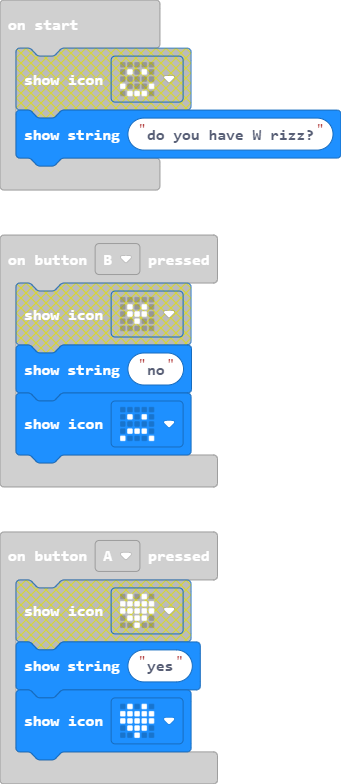 on start
show icon
show string "do you have W rizz?"
on button B pressed
show icon
show string "no"
show icon
on button A pressed
show icon
show string "yes"
show icon